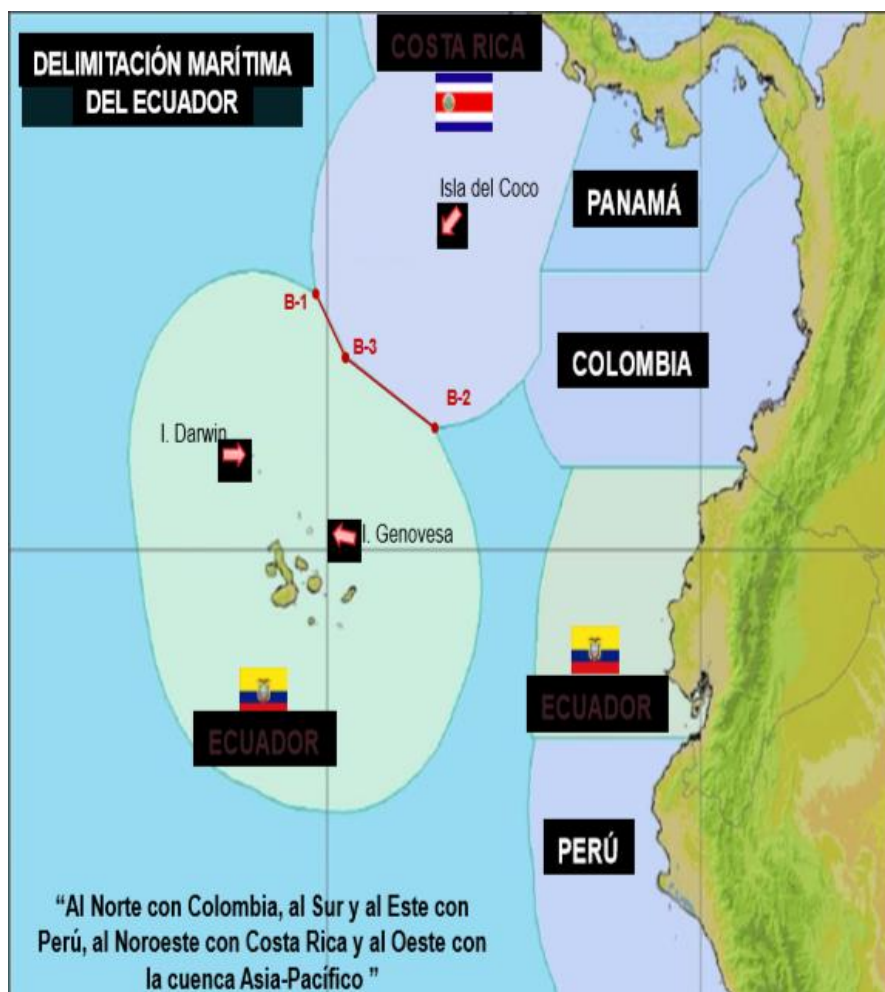 DELIMITACIÓN MARÍTIMA
DEL ECUADOR
COSTA RICA
Isla del Coco
PANAMÁ
B-1
B-3
COLOMBIA
B-2
I. Darwin
I. Genovesa
ECUADOR
ECUADOR
PERÚ
“Al Norte con Colombia, al Sur y al Este con
Perú, al Noroeste con Costa Rica y al Oeste con
la cuenca Asia-Pacífico ”